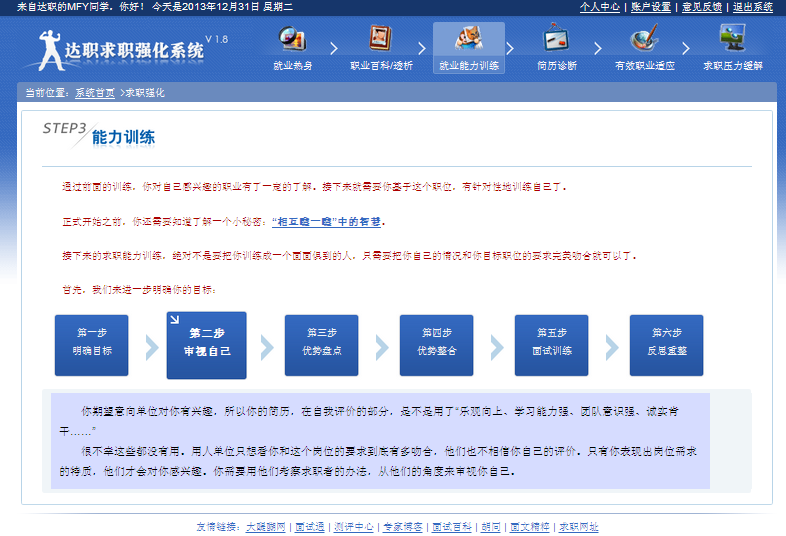 来自达职的MFY同学，你好！ 今天是2013年12月31日 星期二
个人中心 | 账户设置 | 意见反馈 | 退出系统
达职求职强化系统 V 1.8
就业热身
职业百科/透析
就业能力训练
简历诊断
有效职业适应
求职压力缓解
当前位置：系统首页 >求职强化
STEP3 能力训练
通过前面的训练，你对自己感兴趣的职业有了一定的了解。接下来就需要你基于这个职位，有针对性地训练自己了。
正式开始之前，你还需要知道了解一个小秘密：“相互瞪一瞪”中的智慧。
接下来的求职能力训练，绝对不是要把你训练成一个面面俱到的人，只需要把你自己的情况和你目标职位的要求完美吻合就可以了。
首先，我们来进一步明确你的目标：
第一步
明确目标
第二步
审视自己
第三步
优势盘点
第四步
优势整合
第五步
面试训练
第六步
反思重整
你期望意向单位对你有兴趣，所以你的简历，在自我评价的部分，是不是用了“乐观向上、学习能力强、团队意识强、诚实肯
干……”
很不幸这些都没有用。用人单位只想看你和这个岗位的要求到底有多吻合，他们也不相信你自己的评价。只有你表现出岗位需求
的特质，他们才会对你感兴趣。你需要用他们考察求职者的办法，从他们的角度来审视你自己。
友情链接： | 面试通 | 测评中心 | 专家博客 | 面试百科 | 胡同 | 面文精粹 | 求职网址